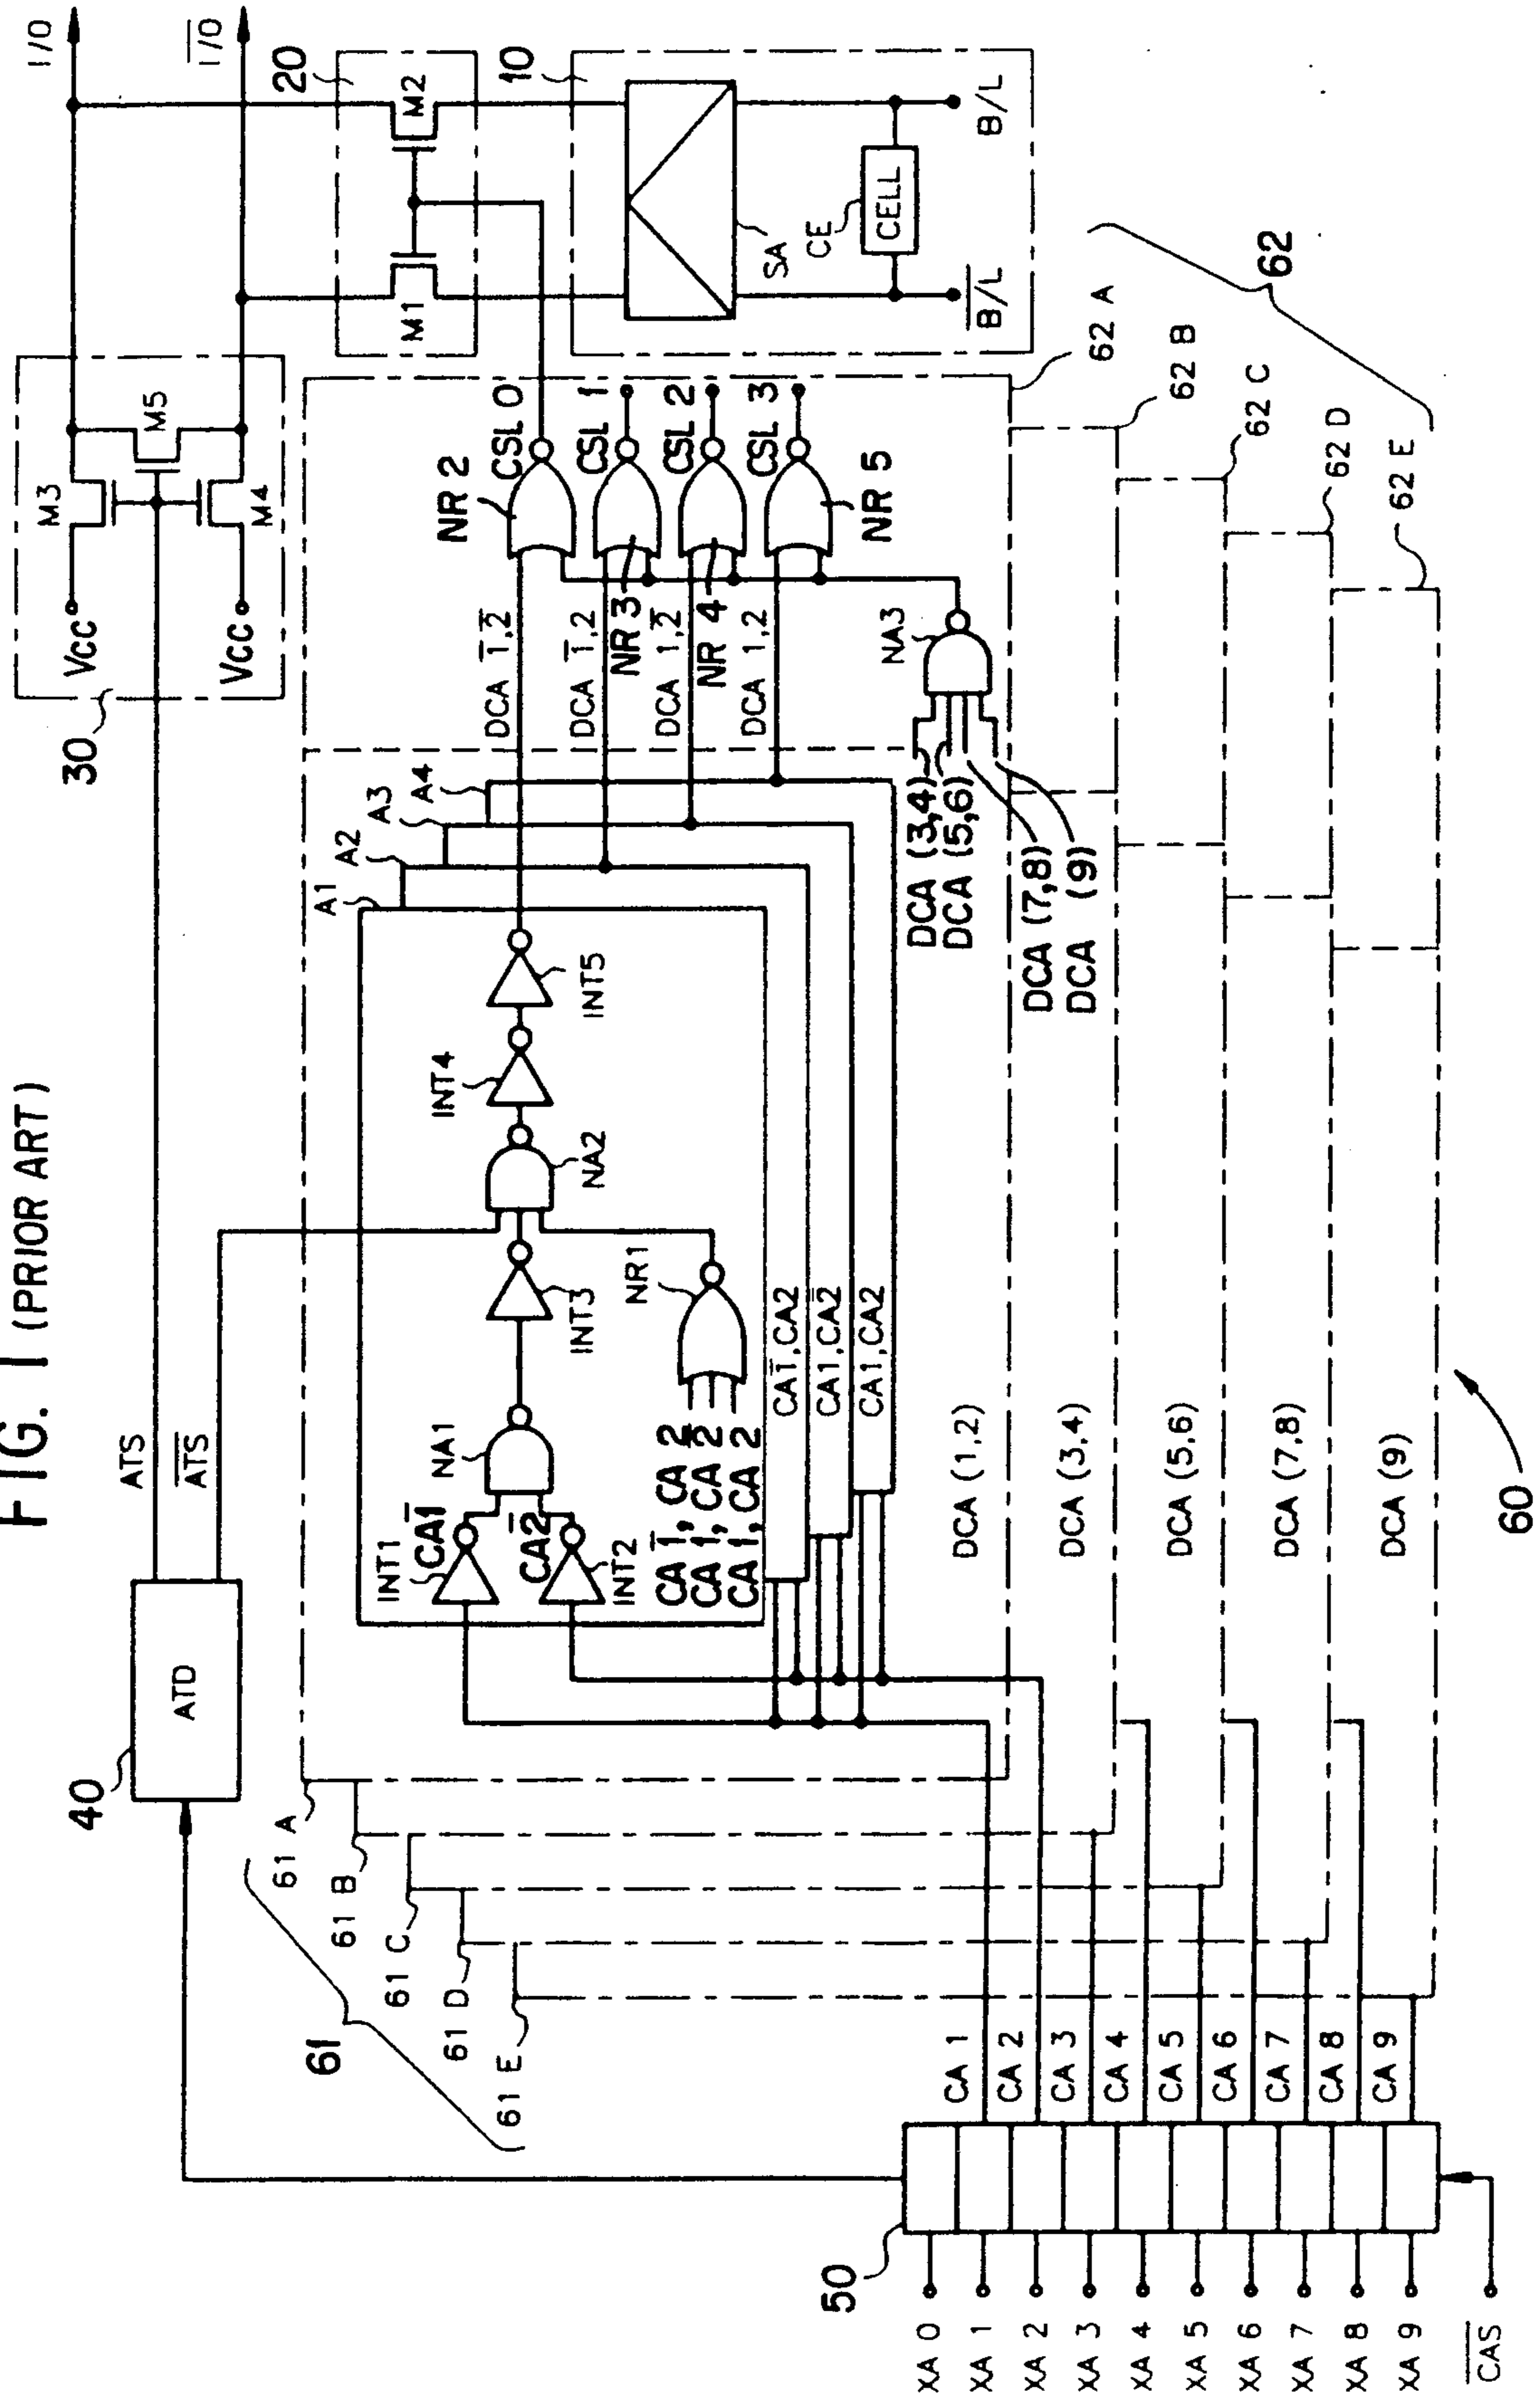 FIG. 1 (PRIOR ART)
40
ATD
ATS
A̅T̅S̅
30
Vcc
Vcc
M3
M4
M5
I/O
I̅/̅O̅
20
M1
M2
10
SA
CE
CELL
B̅/̅L̅
B/L
61
61 A
61 B
61 C
61 D
61 E
INT1
CA1̅
CA2̅
INT2
NA1
INT3
NA2
INT4
INT5
NR1
CA 1̅, CA 2
CA 1, CA 2̅
CA 1, CA 2
CA1̅,CA2
CA1,CA2̅
CA1,CA2
A1
A2
A3
A4
DCA 1̅,2̅
DCA 1̅,2
DCA 1,2̅
DCA 1,2
NR 2
NR 3
NR 4
NR 5
CSL 0
CSL 1
CSL 2
CSL 3
NA3
DCA (3,4)
DCA (5,6)
DCA (7,8)
DCA (9)
62
62 A
62 B
62 C
62 D
62 E
DCA (1,2)
DCA (3,4)
DCA (5,6)
DCA (7,8)
DCA (9)
60
50
CA 1
CA 2
CA 3
CA 4
CA 5
CA 6
CA 7
CA 8
CA 9
XA 0
XA 1
XA 2
XA 3
XA 4
XA 5
XA 6
XA 7
XA 8
XA 9
C̅A̅S̅